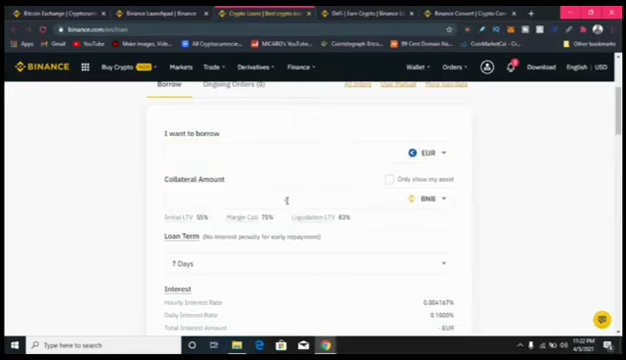 Bitcoin Exchange | Cryptocurr
Binance Launchpad | Binance
Crypto Loans | Best crypto loan
DeFi | Earn Crypto | Binance L
Binance Convert | Crypto Con
binance.com/en/loan
Apps
Gmail
YouTube
Make Images, Vide...
All Cryptocurrencie...
MICARO's YouTube...
Cointelegraph Bitco...
99 Cent Domain Na...
CoinMarketCal - Cr...
Other bookmarks
BINANCE
Buy Crypto
Markets
Trade
Derivatives
Finance
Wallet
Orders
Download
English | USD
Borrow
Ongoing Orders (0)
All orders
User Manual
More loan data
I want to borrow
EUR
Collateral Amount
Only show my asset
BNB
Initial LTV 55% Margin Call 75% Liquidation LTV 83%
Loan Term (No interest penalty for early repayment)
7 Days
Interest
Hourly Interest Rate 0.004167%
Daily Interest Rate 0.1000%
Total Interest Amount - EUR
Type here to search
11:22 PM
4/5/2021